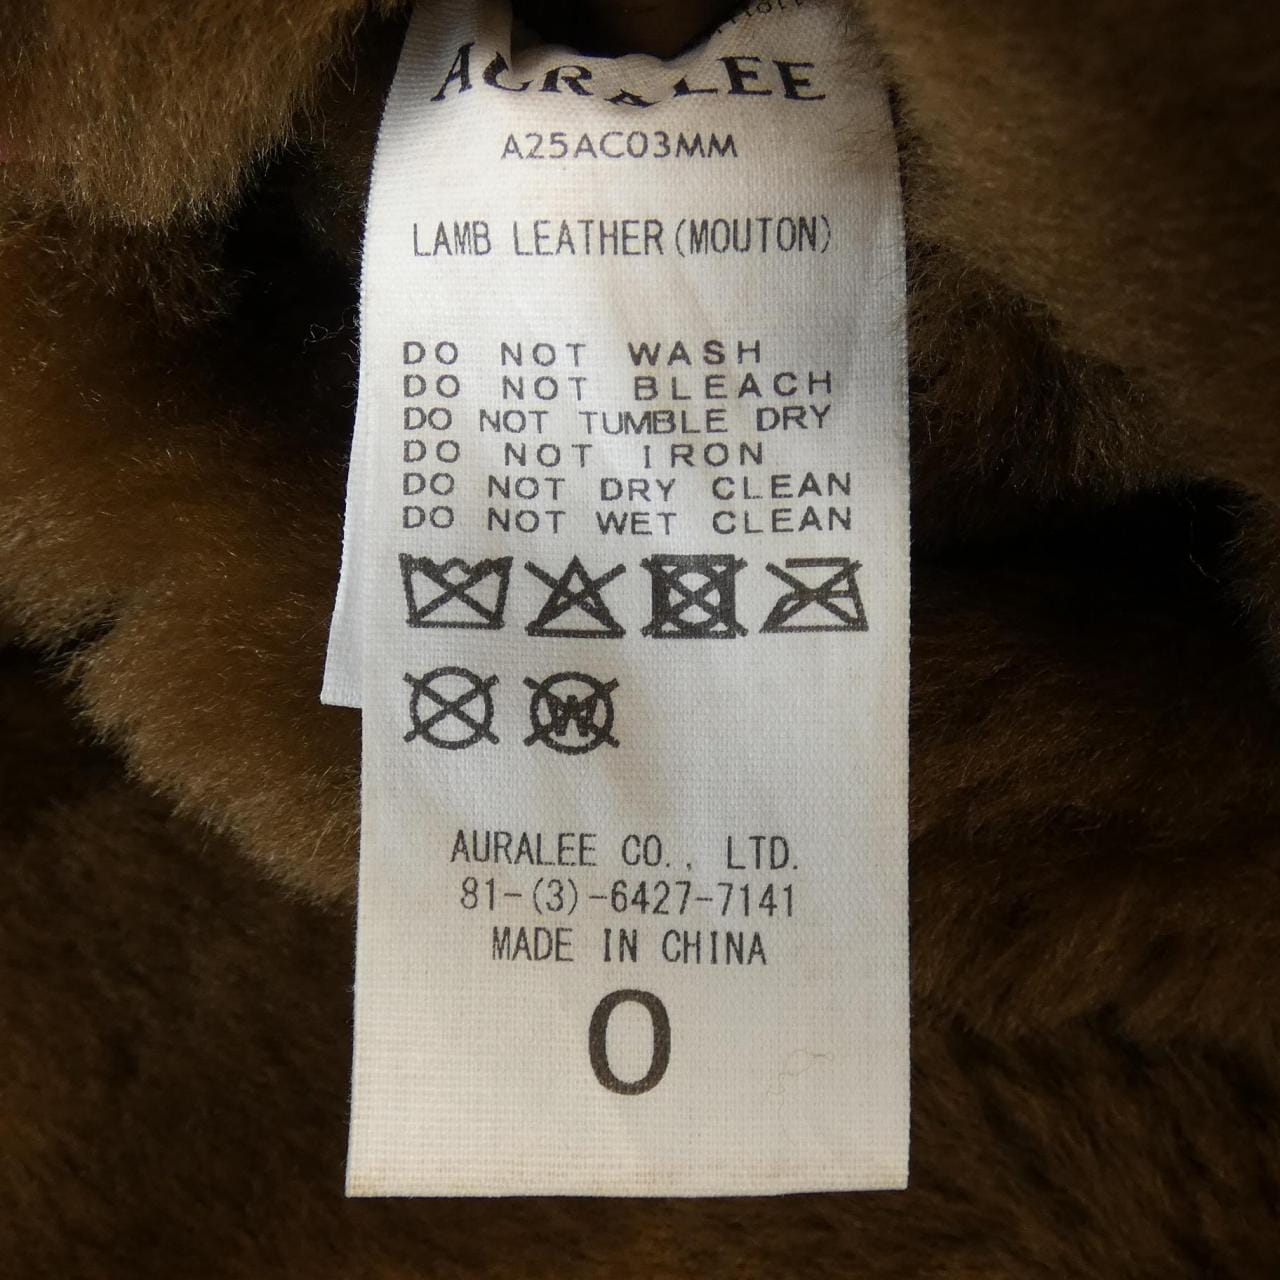 AURALEE
A25AC03MM
LAMB LEATHER(MOUTON)
DO NOT WASH
DO NOT BLEACH
DO NOT TUMBLE DRY
DO NOT IRON
DO NOT DRY CLEAN
DO NOT WET CLEAN
W
AURALEE CO., LTD.
81-(3)-6427-7141
MADE IN CHINA
0